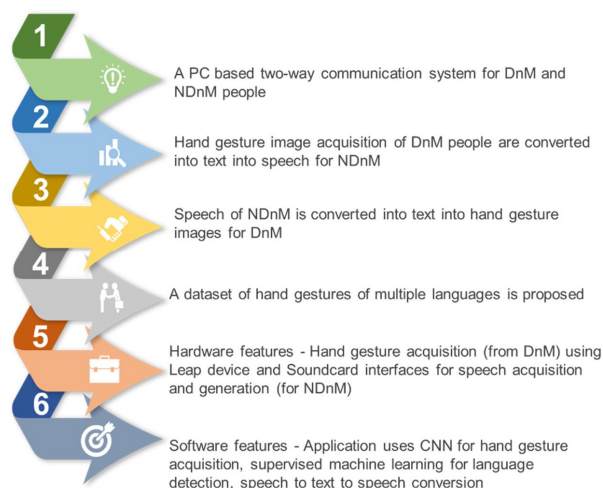 1
A PC based two-way communication system for DnM and
NDnM people
2
Hand gesture image acquisition of DnM people are converted
into text into speech for NDnM
3
Speech of NDnM is converted into text into hand gesture
images for DnM
4
A dataset of hand gestures of multiple languages is proposed
5
Hardware features - Hand gesture acquisition (from DnM) using
Leap device and Soundcard interfaces for speech acquisition
and generation (for NDnM)
6
Software features - Application uses CNN for hand gesture
acquisition, supervised machine learning for language
detection, speech to text to speech conversion